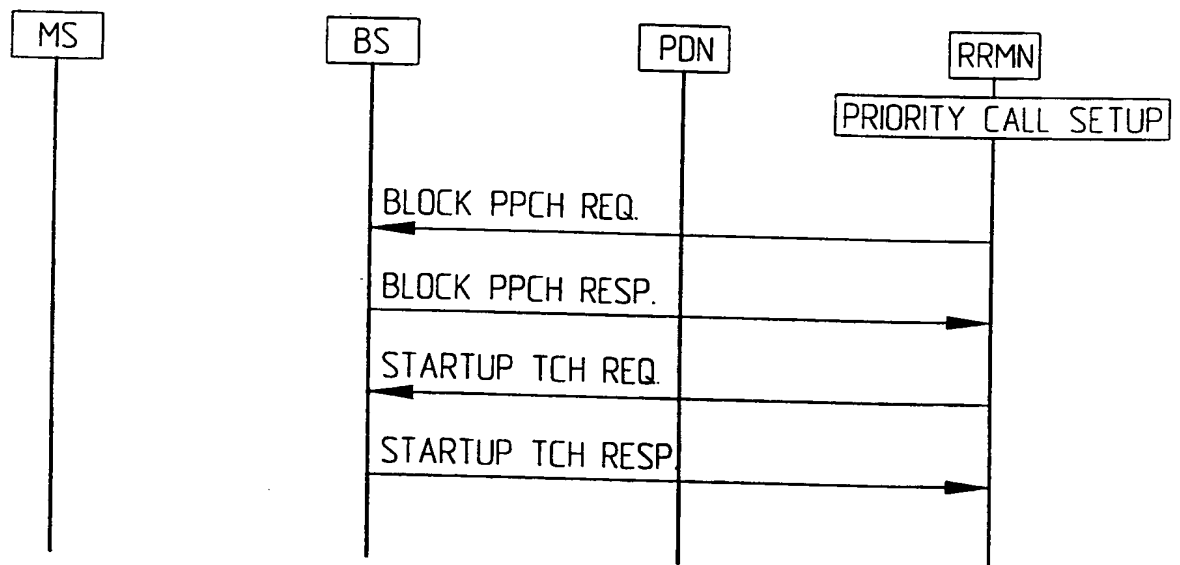 MS
BS
PDN
RRMN
PRIORITY CALL SETUP
BLOCK PPCH REQ.
BLOCK PPCH RESP.
STARTUP TCH REQ.
STARTUP TCH RESP.